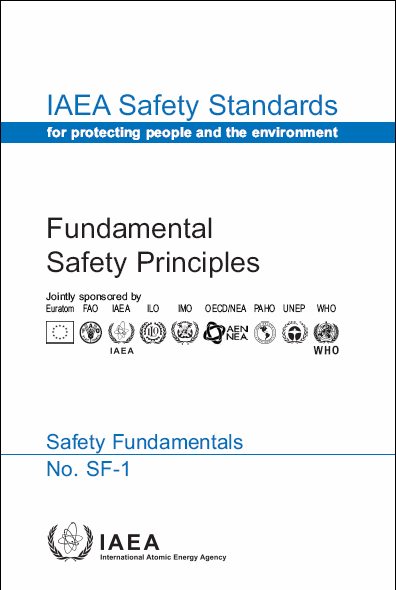 IAEA Safety Standards
for protecting people and the environment
Fundamental
Safety Principles
Jointly sponsored by
Euratom FAO IAEA ILO IMO OECD/NEA PAHO UNEP WHO
AEN
NEA
IAEA
WHO
Safety Fundamentals
No. SF-1
IAEA
International Atomic Energy Agency